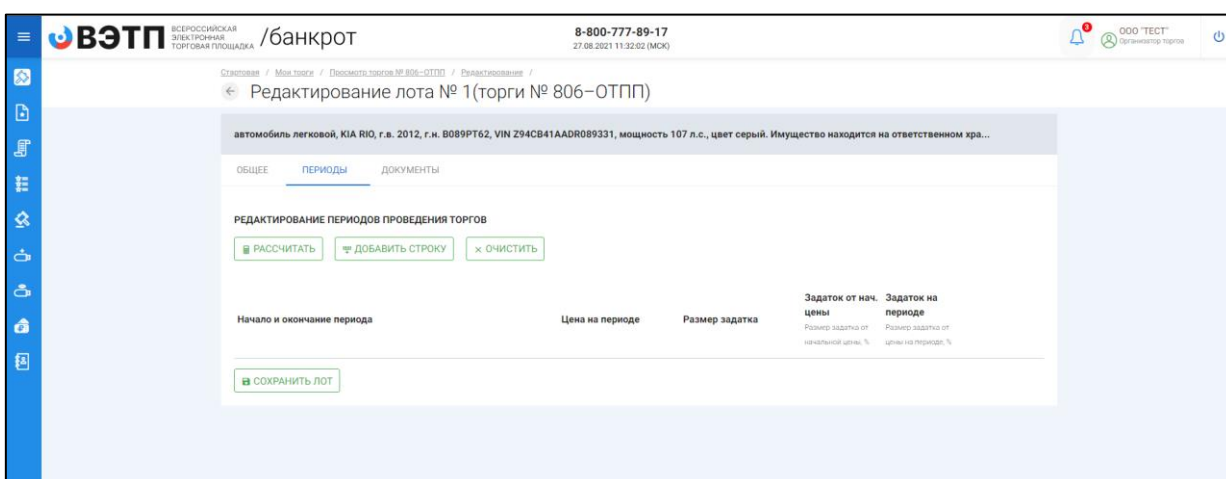 ВЭТП
ВСЕРОССИЙСКАЯ
ЭЛЕКТРОННАЯ
ТОРГОВАЯ ПЛОЩАДКА
/банкрот
8-800-777-89-17
27.08.2021 11:32:02 (МСК)
3
ООО "ТЕСТ"
Организатор торгов
Стартовая / Мои торги / Просмотр торгов № 806-ОТПП / Редактирование /
Редактирование лота № 1(торги № 806-ОТПП)
автомобиль легковой, KIA RIO, г.в. 2012, г.н. В089РТ62, VIN Z94CB41AADR089331, мощность 107 л.с., цвет серый. Имущество находится на ответственном хра...
ОБЩЕЕ ПЕРИОДЫ ДОКУМЕНТЫ
РЕДАКТИРОВАНИЕ ПЕРИОДОВ ПРОВЕДЕНИЯ ТОРГОВ
РАССЧИТАТЬ ДОБАВИТЬ СТРОКУ × ОЧИСТИТЬ
Начало и окончание периода
Цена на периоде
Размер задатка
Задаток от нач.
цены
Размер задатка от
начальной цены, %
Задаток на
периоде
Размер задатка от
цены на периоде, %
СОХРАНИТЬ ЛОТ